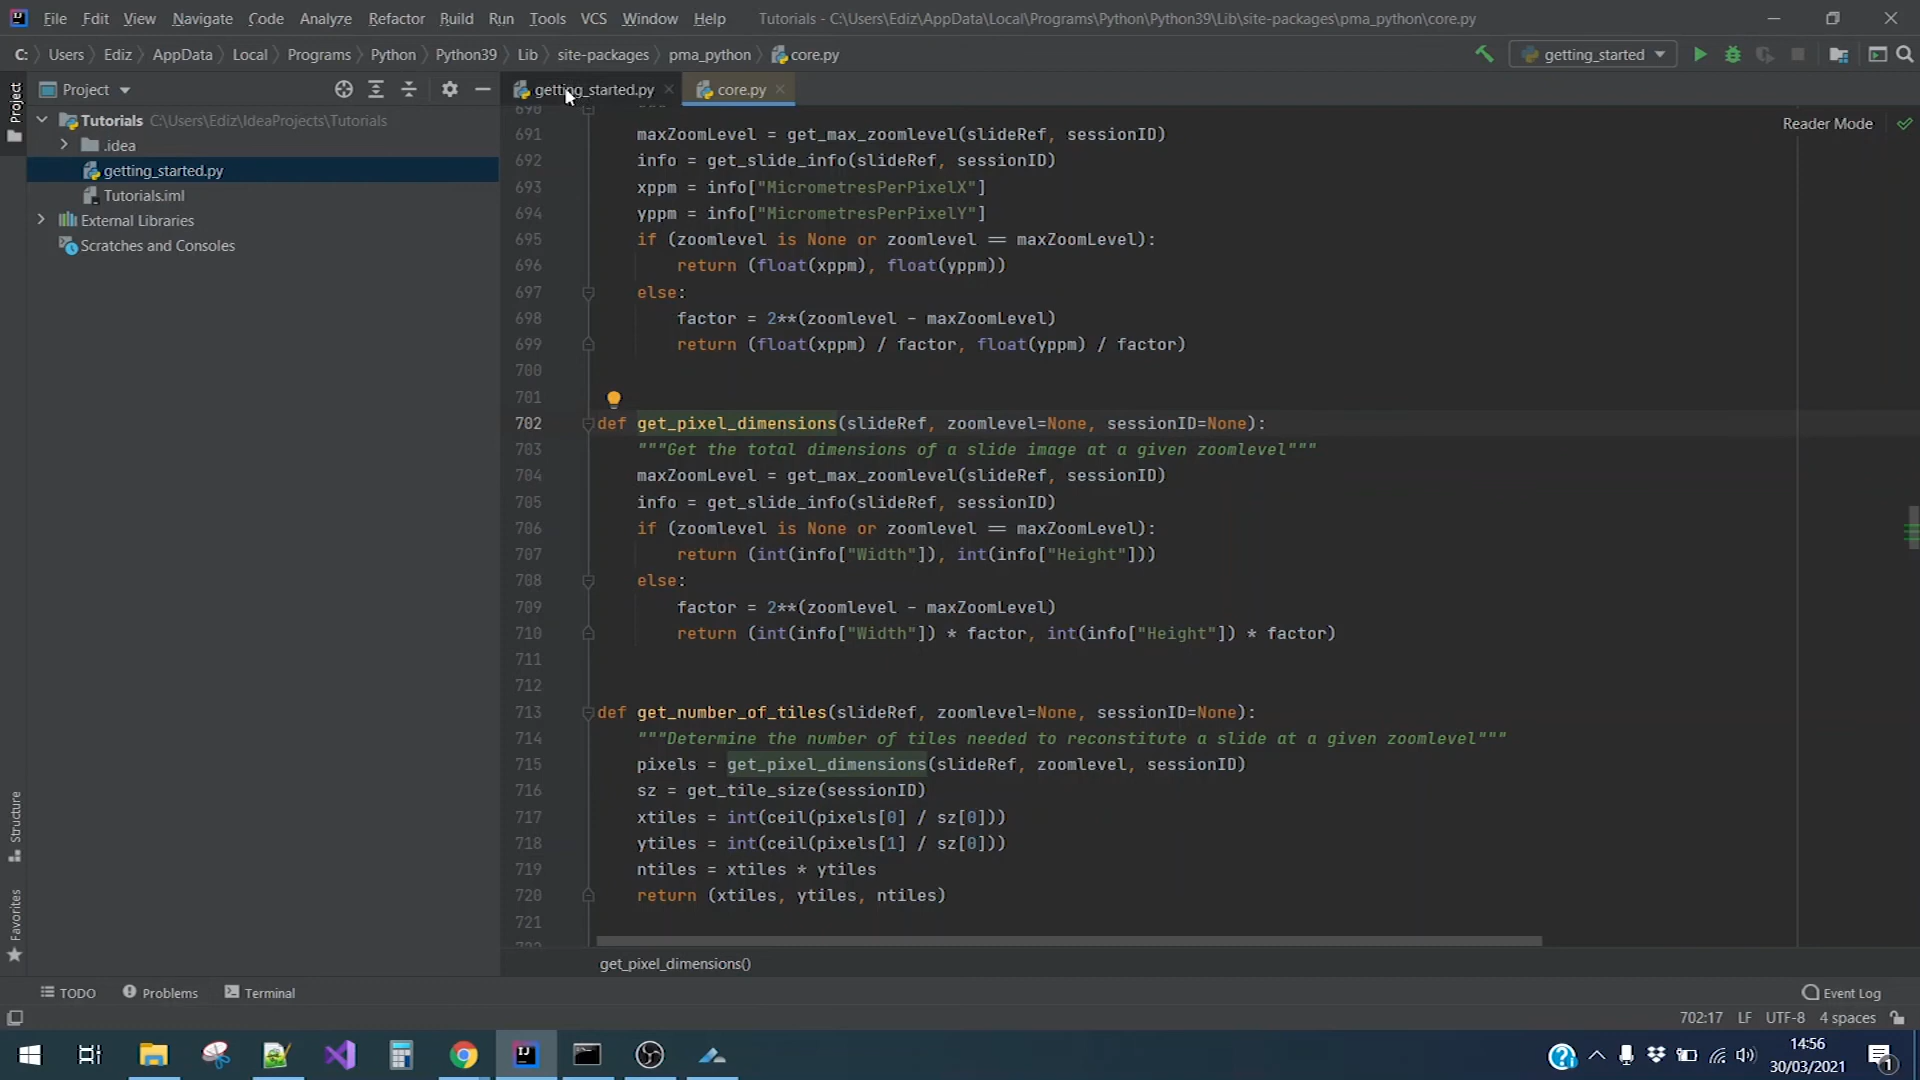 File Edit View Navigate Code Analyze Refactor Build Run Tools VCS Window Help Tutorials - C:\Users\Ediz\AppData\Local\Programs\Python\Python39\Lib\site-packages\pma_python\core.py
C: Users Ediz AppData Local Programs Python Python39 Lib site-packages pma_python core.py getting_started
Project getting_started.py core.py
Project
Tutorials C:\Users\Ediz\IdeaProjects\Tutorials
.idea
getting_started.py
Tutorials.iml
External Libraries
Scratches and Consoles
Structure
Favorites
Reader Mode
690 """
691 maxZoomLevel = get_max_zoomlevel(slideRef, sessionID)
692 info = get_slide_info(slideRef, sessionID)
693 xppm = info["MicrometresPerPixelX"]
694 yppm = info["MicrometresPerPixelY"]
695 if (zoomlevel is None or zoomlevel == maxZoomLevel):
696 return (float(xppm), float(yppm))
697 else:
698 factor = 2**(zoomlevel - maxZoomLevel)
699 return (float(xppm) / factor, float(yppm) / factor)
700
701
702 def get_pixel_dimensions(slideRef, zoomlevel=None, sessionID=None):
703 """Get the total dimensions of a slide image at a given zoomlevel"""
704 maxZoomLevel = get_max_zoomlevel(slideRef, sessionID)
705 info = get_slide_info(slideRef, sessionID)
706 if (zoomlevel is None or zoomlevel == maxZoomLevel):
707 return (int(info["Width"]), int(info["Height"]))
708 else:
709 factor = 2**(zoomlevel - maxZoomLevel)
710 return (int(info["Width"]) * factor, int(info["Height"]) * factor)
711
712
713 def get_number_of_tiles(slideRef, zoomlevel=None, sessionID=None):
714 """Determine the number of tiles needed to reconstitute a slide at a given zoomlevel"""
715 pixels = get_pixel_dimensions(slideRef, zoomlevel, sessionID)
716 sz = get_tile_size(sessionID)
717 xtiles = int(ceil(pixels[0] / sz[0]))
718 ytiles = int(ceil(pixels[1] / sz[0]))
719 ntiles = xtiles * ytiles
720 return (xtiles, ytiles, ntiles)
721
get_pixel_dimensions()
TODO Problems Terminal Event Log
702:17 LF UTF-8 4 spaces
14:56
30/03/2021
1